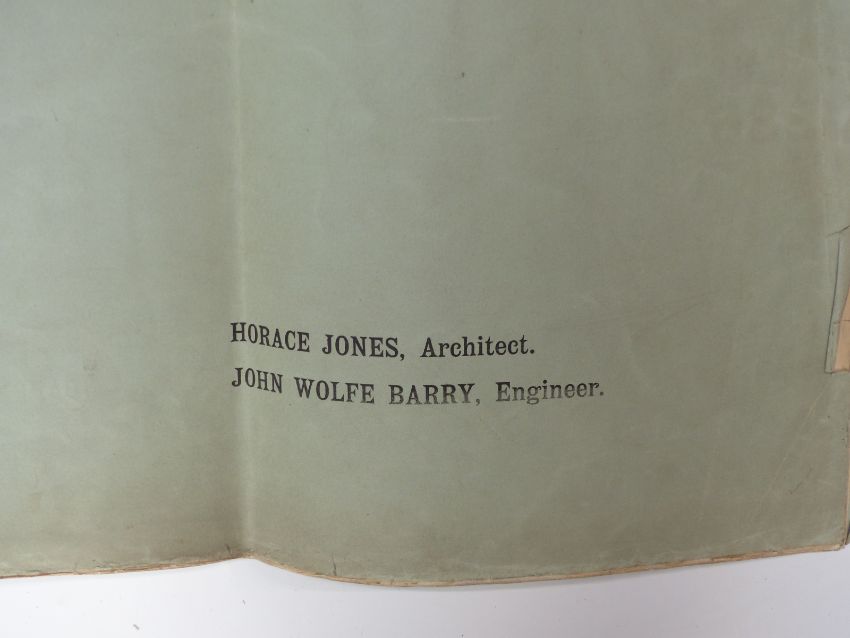 HORACE JONES, Architect.
JOHN WOLFE BARRY, Engineer.